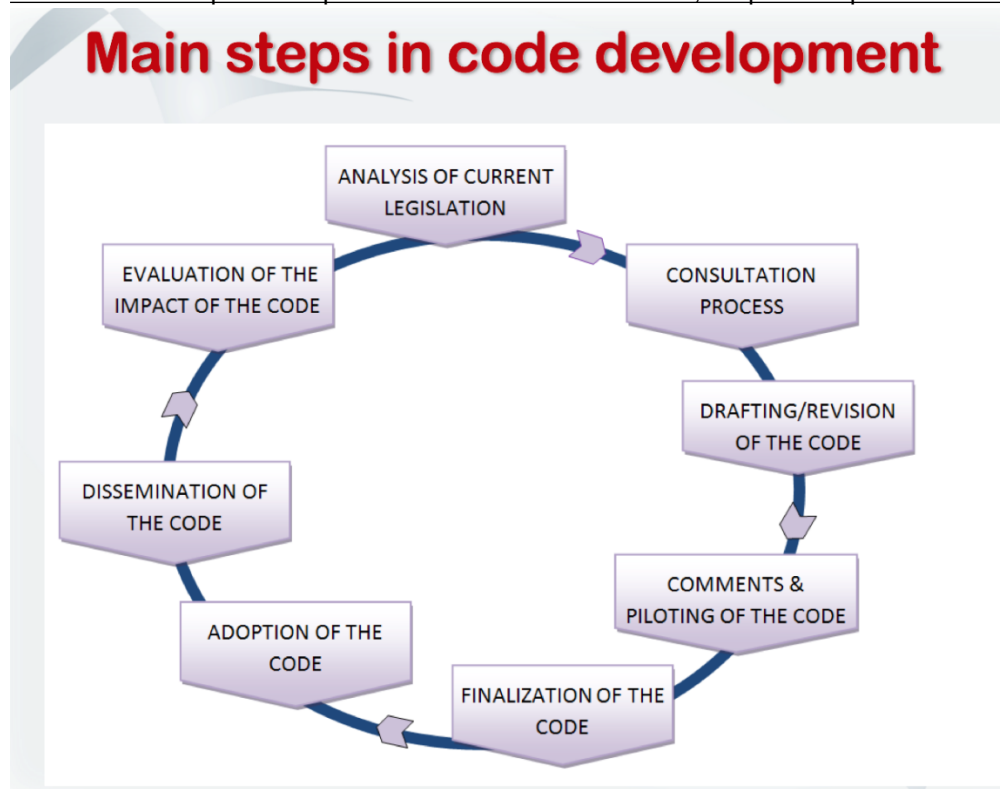 Main steps in code development
ANALYSIS OF CURRENT
LEGISLATION
CONSULTATION
PROCESS
DRAFTING/REVISION
OF THE CODE
COMMENTS &
PILOTING OF THE CODE
FINALIZATION OF THE
CODE
ADOPTION OF THE
CODE
DISSEMINATION OF
THE CODE
EVALUATION OF THE
IMPACT OF THE CODE